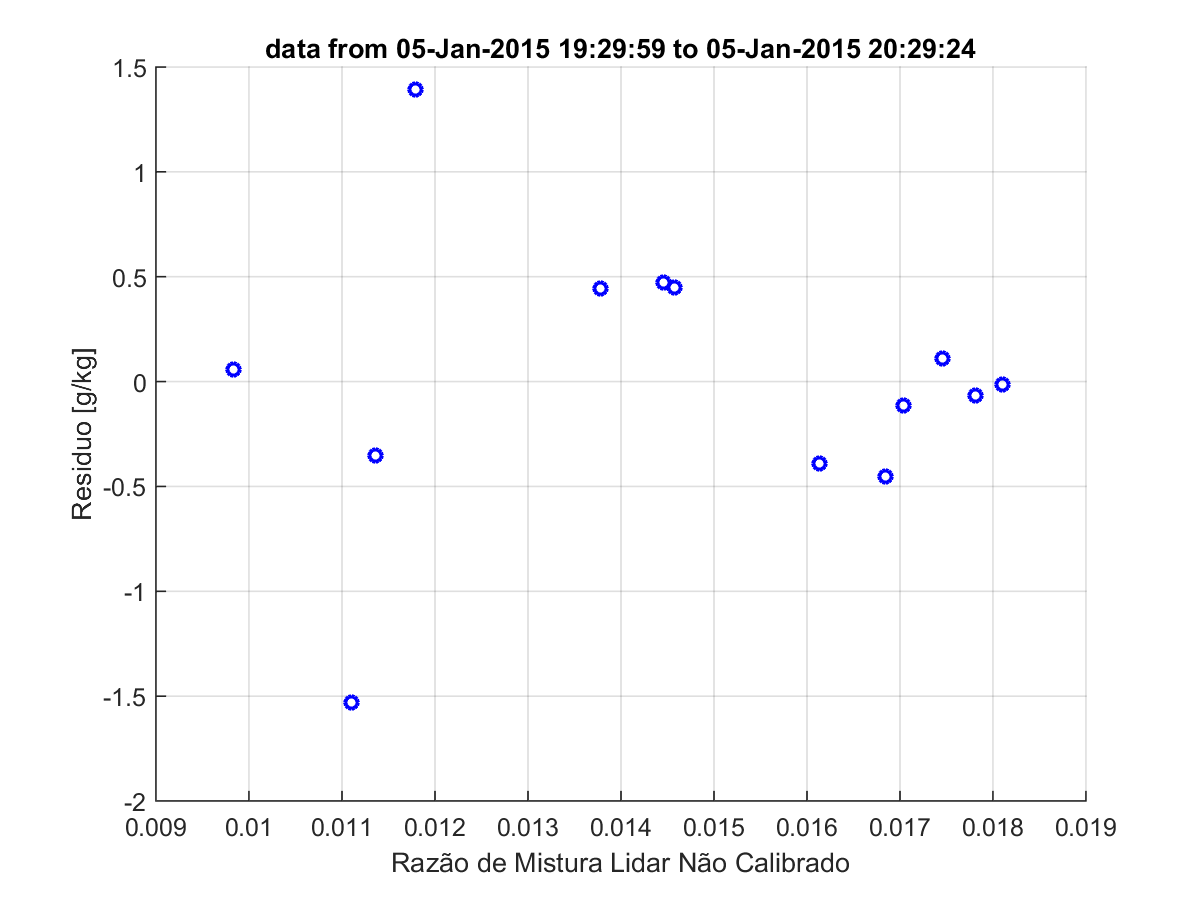 data from 05-Jan-2015 19:29:59 to 05-Jan-2015 20:29:24
1.5
1
0.5
0
-0.5
-1
-1.5
-2
Residuo [g/kg]
0.009 0.01 0.011 0.012 0.013 0.014 0.015 0.016 0.017 0.018 0.019
Razão de Mistura Lidar Não Calibrado